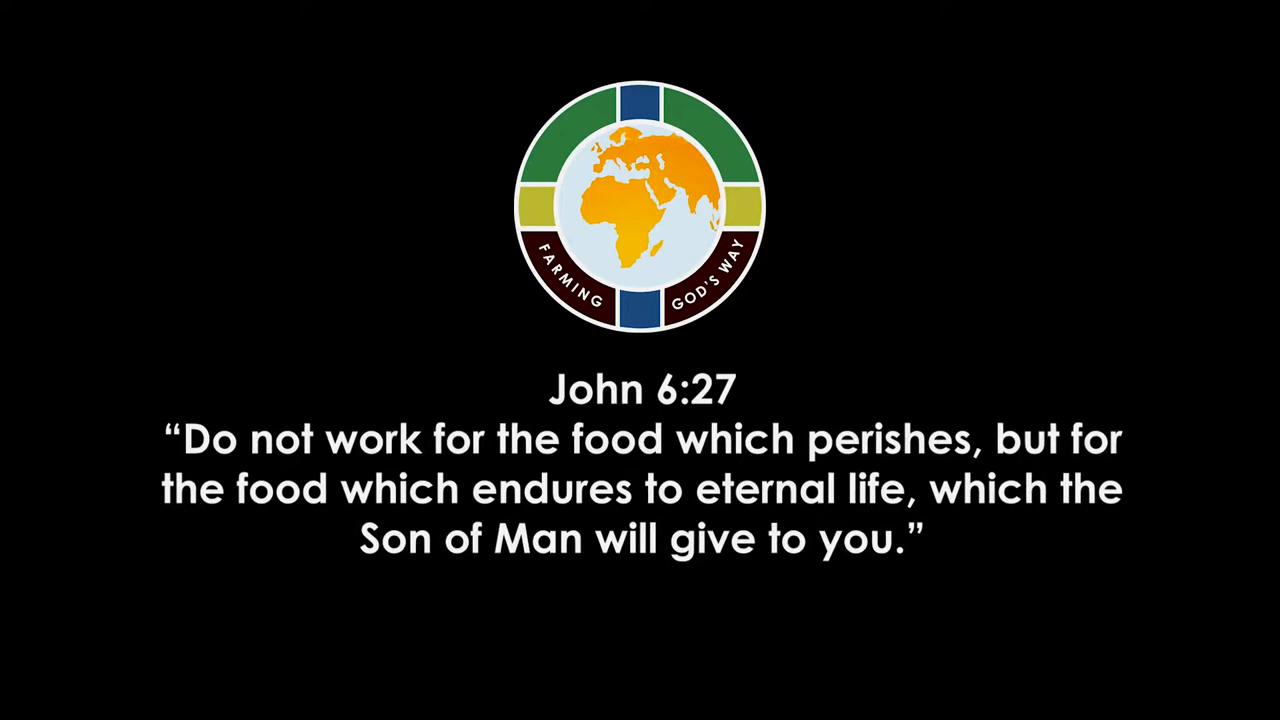 FARMING GOD'S WAY
John 6:27
“Do not work for the food which perishes, but for
the food which endures to eternal life, which the
Son of Man will give to you.”